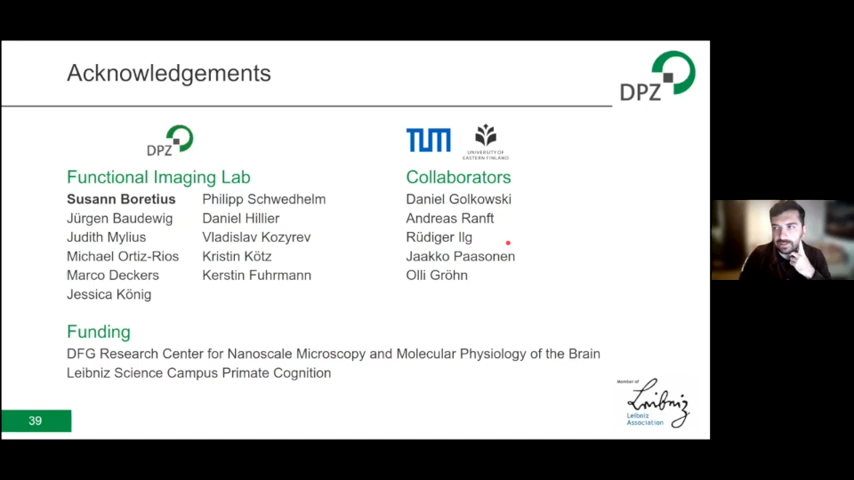 Acknowledgements
DPZ
DPZ
TUM
UNIVERSITY OF
EASTERN FINLAND
Functional Imaging Lab
Susann Boretius
Jürgen Baudewig
Judith Mylius
Michael Ortiz-Rios
Marco Deckers
Jessica König
Philipp Schwedhelm
Daniel Hillier
Vladislav Kozyrev
Kristin Kötz
Kerstin Fuhrmann
Collaborators
Daniel Golkowski
Andreas Ranft
Rüdiger Ilg
Jaakko Paasonen
Olli Gröhn
Funding
DFG Research Center for Nanoscale Microscopy and Molecular Physiology of the Brain
Leibniz Science Campus Primate Cognition
Member of
Leibniz
Leibniz
Association
39